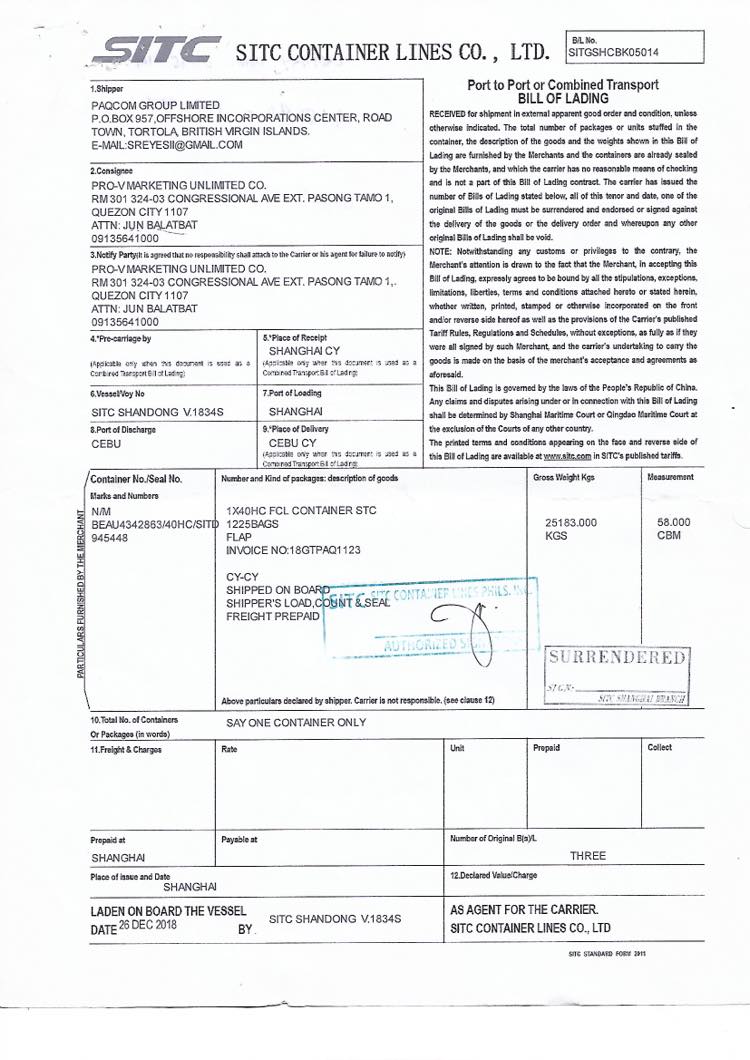 SITC SITC CONTAINER LINES CO., LTD.
B/L No.
SITGSHCBK05014
1.Shipper
PAQCOM GROUP LIMITED
P.O.BOX 957,OFFSHORE INCORPORATIONS CENTER, ROAD
TOWN, TORTOLA, BRITISH VIRGIN ISLANDS.
E-MAIL:SREYESII@GMAIL.COM
2.Consignee
PRO-V MARKETING UNLIMITED CO.
RM 301 324-03 CONGRESSIONAL AVE EXT. PASONG TAMO 1,
QUEZON CITY 1107
ATTN: JUN BALATBAT
09135641000
3.Notify Party(It is agreed that no responsibility shall attach to the Carrier or his agent for failure to notify)
PRO-V MARKETING UNLIMITED CO.
RM 301 324-03 CONGRESSIONAL AVE EXT. PASONG TAMO 1,.
QUEZON CITY 1107
ATTN: JUN BALATBAT
09135641000
4.*Pre-carriage by
(Applicable only when this document is used as a
Combined Transport Bill of Lading)
5.*Place of Receipt
SHANGHAI CY
(Applicable only when this document is used as a
Combined Transport Bill of Lading)
6.Vessel/Voy No
SITC SHANDONG V.1834S
7.Port of Loading
SHANGHAI
8.Port of Discharge
CEBU
9.*Place of Delivery
CEBU CY
(Applicable only when this document is used as a
Combined Transport Bill of Lading)
Port to Port or Combined Transport
BILL OF LADING
RECEIVED for shipment in external apparent good order and condition, unless
otherwise indicated. The total number of packages or units stuffed in the
container, the description of the goods and the weights shown in this Bill of
Lading are furnished by the Merchants and the containers are already sealed
by the Merchants, and which the carrier has no reasonable means of checking
and is not a part of this Bill of Lading contract. The carrier has issued the
number of Bills of Lading stated below, all of this tenor and date, one of the
original Bills of Lading must be surrendered and endorsed or signed against
the delivery of the goods or the delivery order and whereupon any other
original Bills of Lading shall be void.
NOTE: Notwithstanding any customs or privileges to the contrary, the
Merchant's attention is drawn to the fact that the Merchant, in accepting this
Bill of Lading, expressly agrees to be bound by all the stipulations, exceptions,
limitations, liberties, terms and conditions attached hereto or stated herein,
whether written, printed, stamped or otherwise incorporated on the front
and/or reverse side hereof as well as the provisions of the Carrier's published
Tariff Rules, Regulations and Schedules, without exceptions, as fully as if they
were all signed by such Merchant, and the carrier's undertaking to carry the
goods is made on the basis of the merchant's acceptance and agreements as
aforesaid.
This Bill of Lading is governed by the laws of the People's Republic of China.
Any claims and disputes arising under or in connection with this Bill of Lading
shall be determined by Shanghai Maritime Court or Qingdao Maritime Court at
the exclusion of the Courts of any other country.
The printed terms and conditions appearing on the face and reverse side of
this Bill of Lading are available at www.sitc.com in SITC's published tariffs.
PARTICULARS FURNISHED BY THE MERCHANT
Container No./Seal No.
Marks and Numbers
N/M
BEAU4342863/40HC/SITD
945448
Number and Kind of packages: description of goods
1X40HC FCL CONTAINER STC
1225BAGS
FLAP
INVOICE NO:18GTPAQ1123
CY-CY
SHIPPED ON BOARD
SHIPPER'S LOAD,COUNT & SEAL
FREIGHT PREPAID
SITC SITC CONTAINER LINES PHILS. INC.
AUTHORIZED
Gross Weight Kgs
25183.000
KGS
Measurement
58.000
CBM
SURRENDERED
SIGN.
SITC SHANGHAI BRANCH
Above particulars declared by shipper. Carrier is not responsible. (see clause 12)
10.Total No. of Containers
Or Packages (in words)
SAY ONE CONTAINER ONLY
11.Freight & Charges
Rate
Unit
Prepaid
Collect
Prepaid at
SHANGHAI
Payable at
Number of Original B(s)/L
THREE
Place of Issue and Date
SHANGHAI
12.Declared Value/Charge
LADEN ON BOARD THE VESSEL
DATE 26 DEC 2018
BY.
SITC SHANDONG V.1834S
AS AGENT FOR THE CARRIER.
SITC CONTAINER LINES CO., LTD
SITC STANDARD FORM 2011